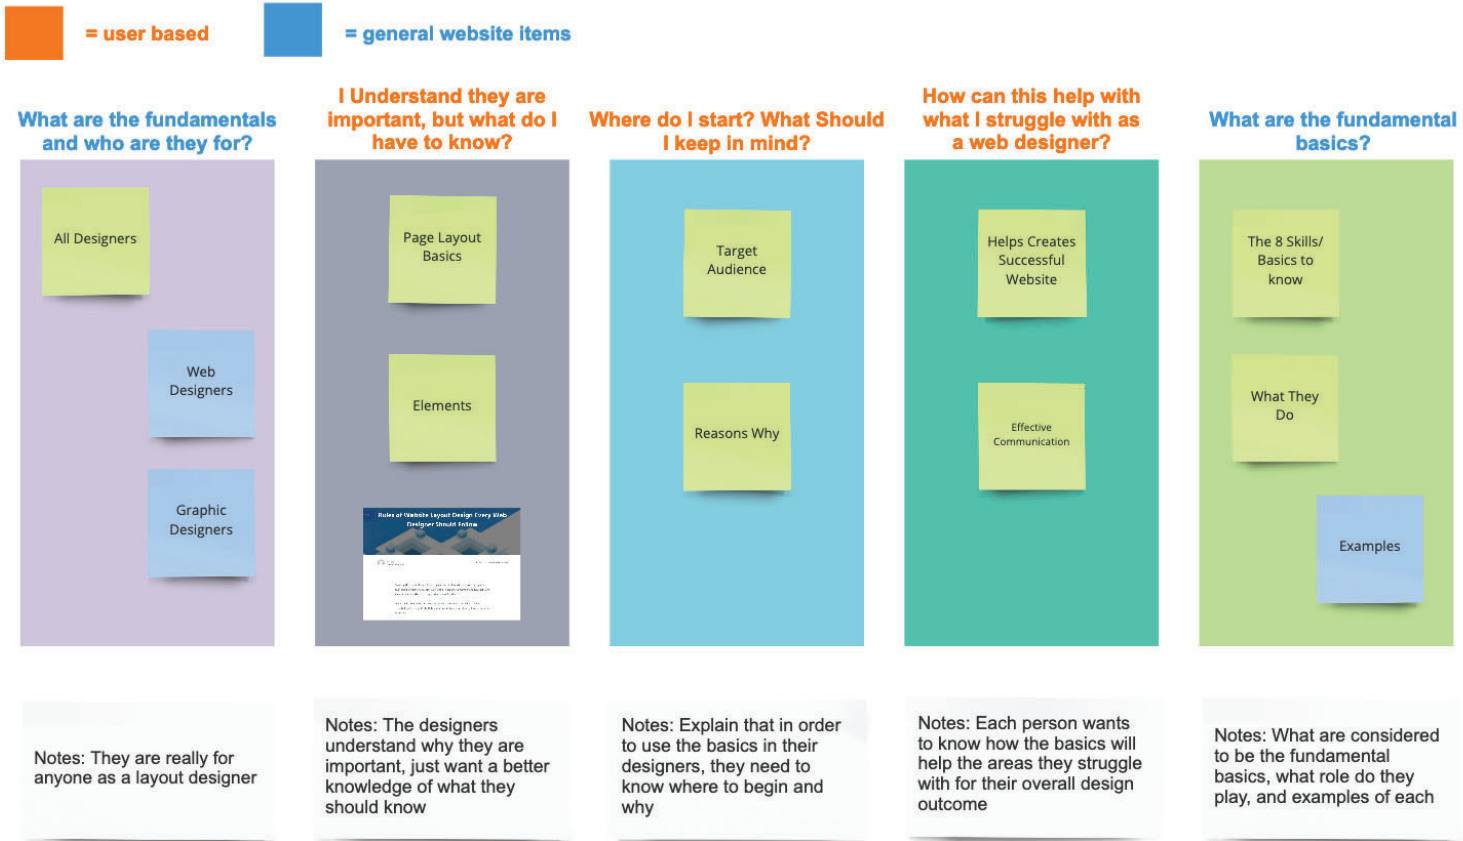 = user based
= general website items
What are the fundamentals
and who are they for?
I Understand they are
important, but what do I
have to know?
Where do I start? What Should
I keep in mind?
How can this help with
what I struggle with as
a web designer?
What are the fundamental
basics?
All Designers
Web
Designers
Graphic
Designers
Page Layout
Basics
Elements
Rules of Website Layout Design Every Web
Designer Should Follow
Target
Audience
Reasons Why
Helps Creates
Successful
Website
Effective
Communication
The 8 Skills/
Basics to
know
What They
Do
Examples
Notes: They are really for
anyone as a layout designer
Notes: The designers
understand why they are
important, just want a better
knowledge of what they
should know
Notes: Explain that in order
to use the basics in their
designers, they need to
know where to begin and
why
Notes: Each person wants
to know how the basics will
help the areas they struggle
with for their overall design
outcome
Notes: What are considered
to be the fundamental
basics, what role do they
play, and examples of each